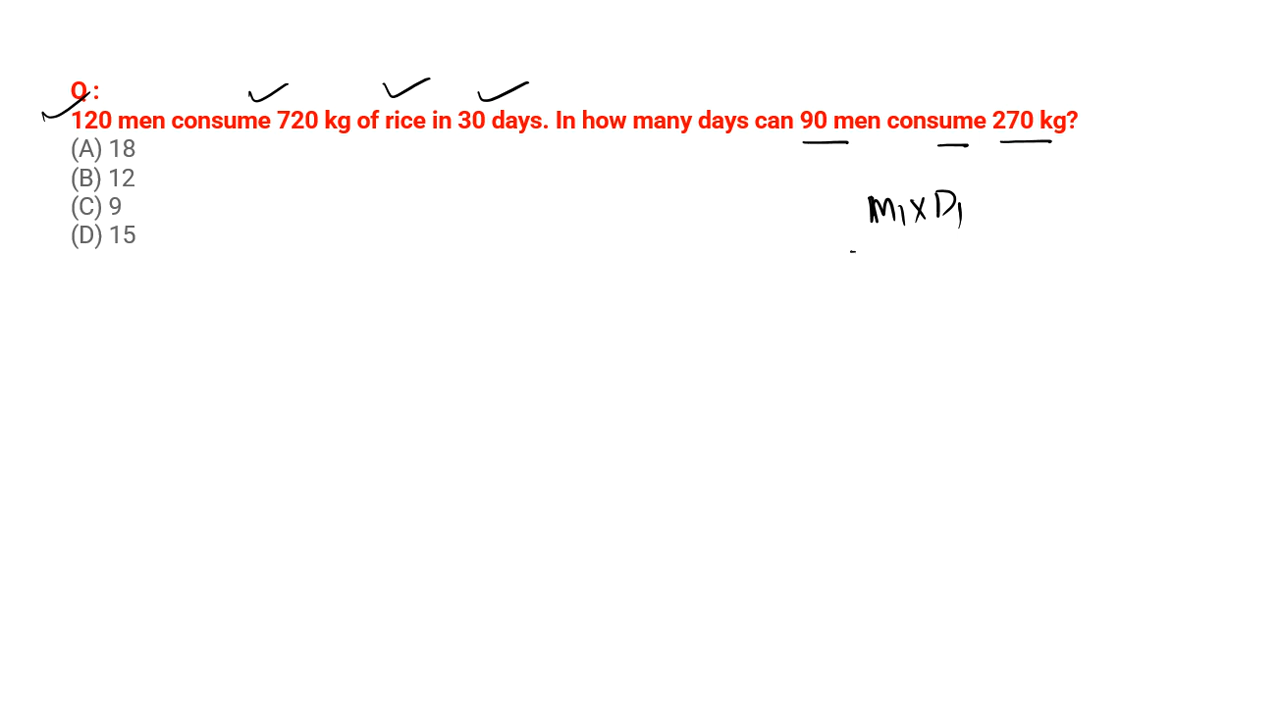 Q :
120 men consume 720 kg of rice in 30 days. In how many days can 90 men consume 270 kg?
(A) 18
(B) 12
(C) 9
(D) 15
M₁ × D₁